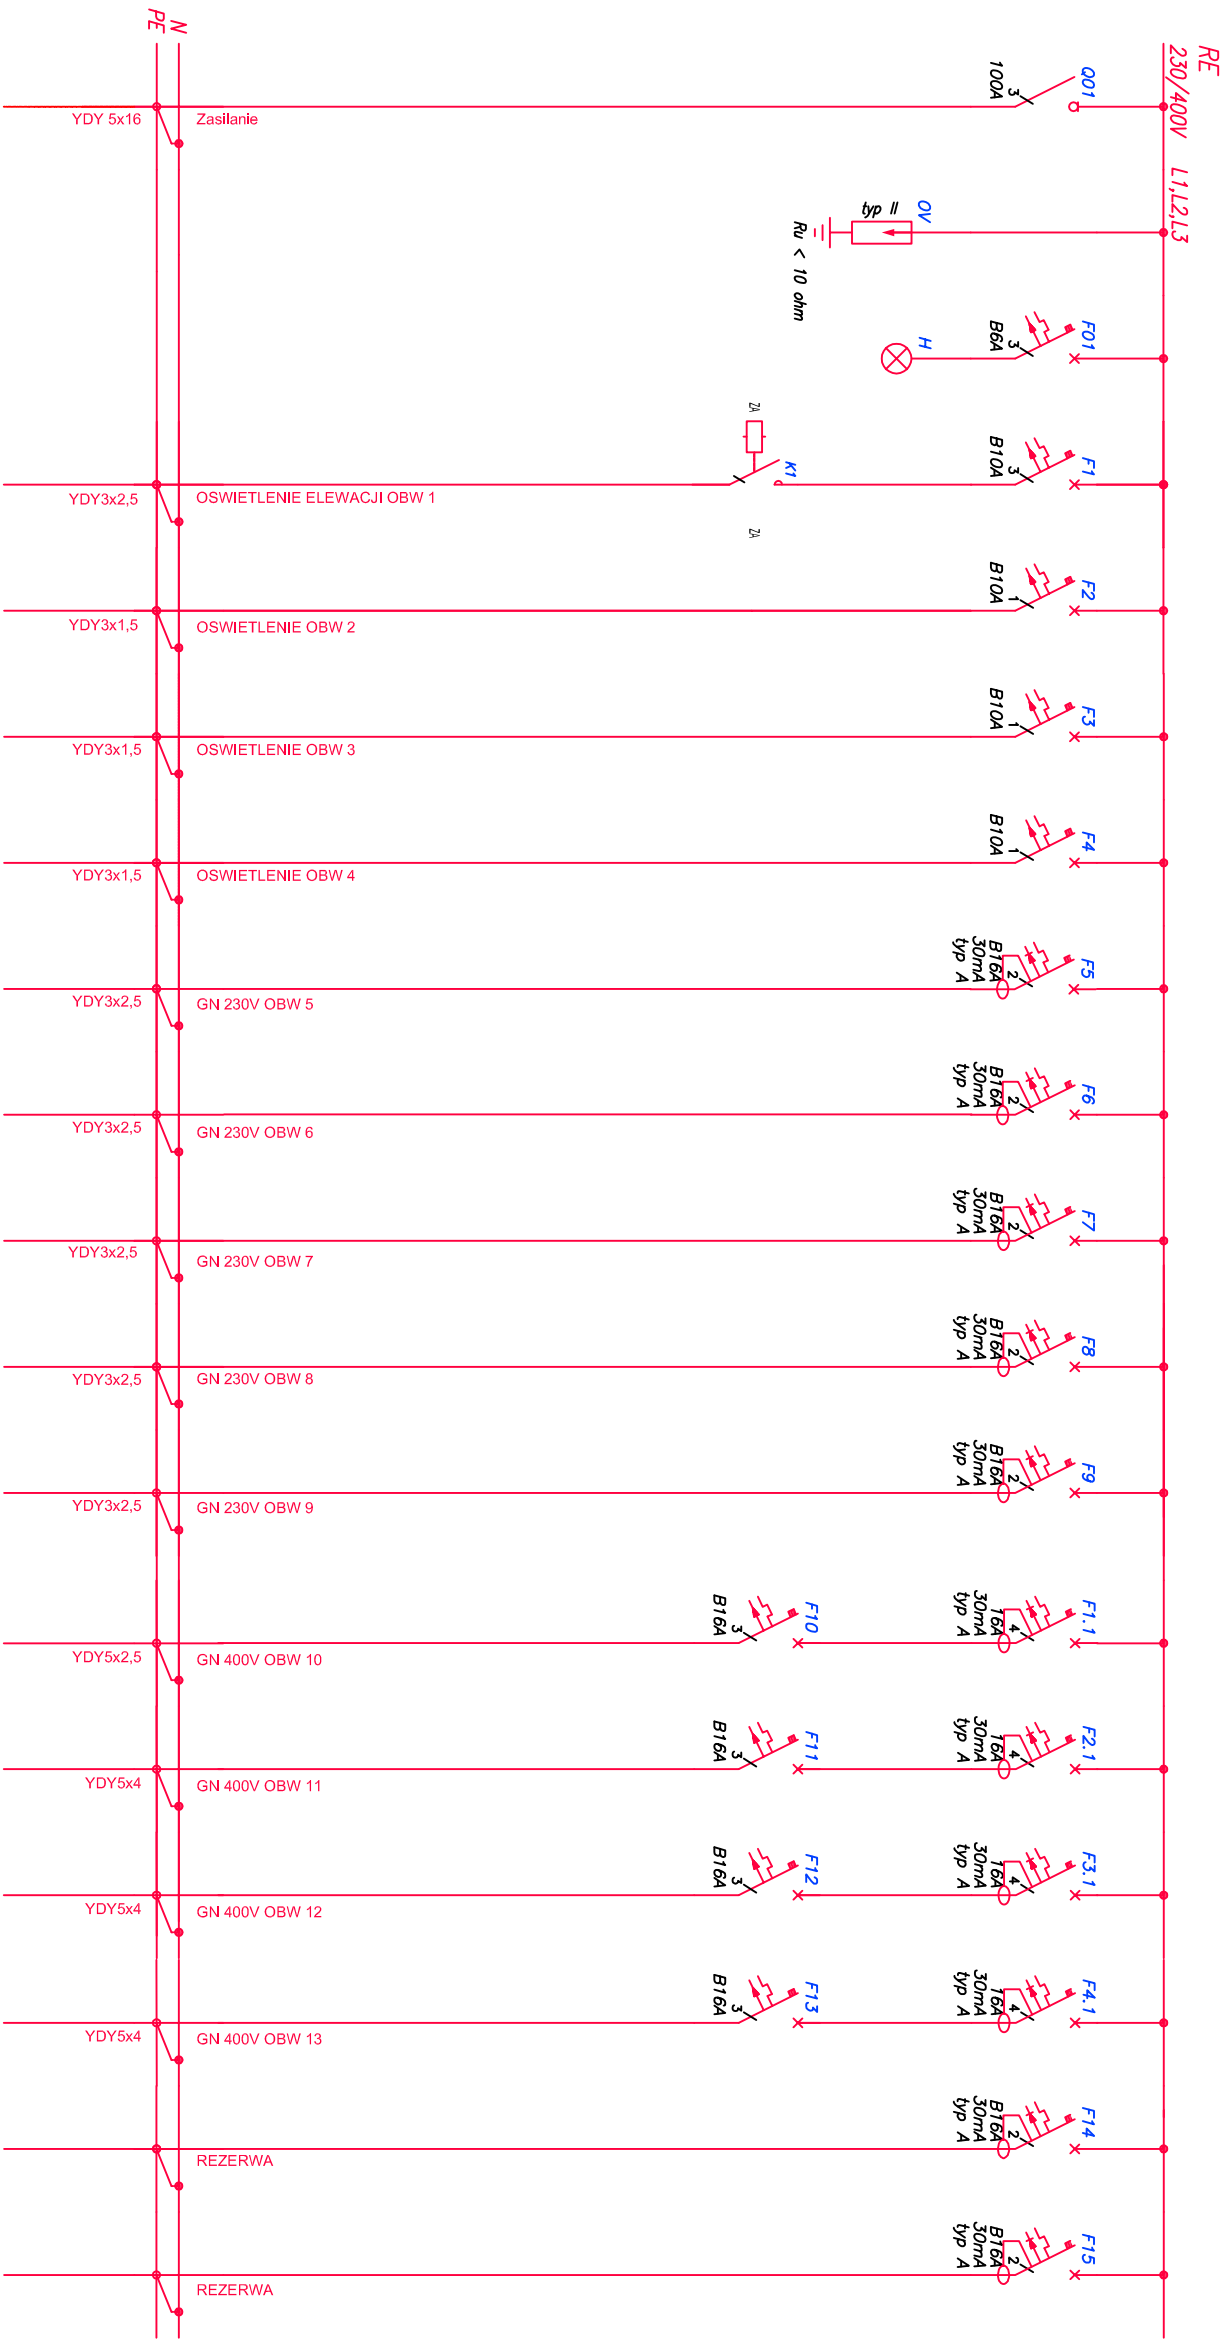 RE
230/400V L1,L2,L3
N
PE
Q01
100A
3
YDY 5x16
Zasilanie
OV
typ II
Ru < 10 ohm
F01
B6A
3
H
F1
B10A
3
K1
ZA
ZA
YDY3x2,5
OSWIETLENIE ELEWACJI OBW 1
F2
B10A
1
YDY3x1,5
OSWIETLENIE OBW 2
F3
B10A
1
YDY3x1,5
OSWIETLENIE OBW 3
F4
B10A
1
YDY3x1,5
OSWIETLENIE OBW 4
F5
B16A
30mA
typ A
2
YDY3x2,5
GN 230V OBW 5
F6
B16A
30mA
typ A
2
YDY3x2,5
GN 230V OBW 6
F7
B16A
30mA
typ A
2
YDY3x2,5
GN 230V OBW 7
F8
B16A
30mA
typ A
2
YDY3x2,5
GN 230V OBW 8
F9
B16A
30mA
typ A
2
YDY3x2,5
GN 230V OBW 9
F1.1
16A
30mA
typ A
4
F10
B16A
3
YDY5x2,5
GN 400V OBW 10
F2.1
16A
30mA
typ A
4
F11
B16A
3
YDY5x4
GN 400V OBW 11
F3.1
16A
30mA
typ A
4
F12
B16A
3
YDY5x4
GN 400V OBW 12
F4.1
16A
30mA
typ A
4
F13
B16A
3
YDY5x4
GN 400V OBW 13
F14
B16A
30mA
typ A
2
REZERWA
F15
B16A
30mA
typ A
2
REZERWA